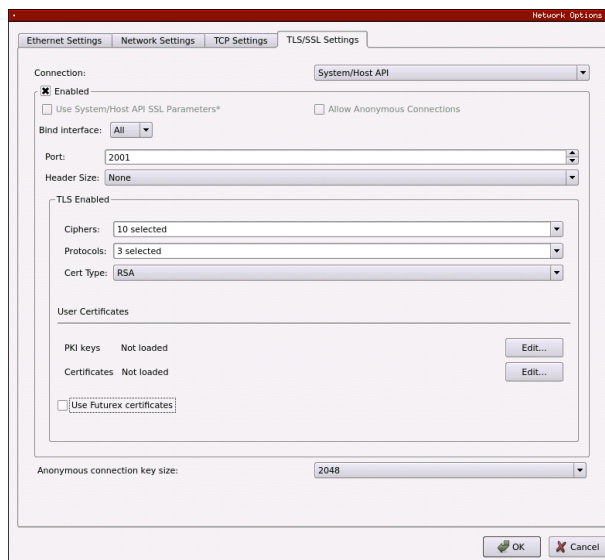 Network Options
Ethernet Settings Network Settings TCP Settings TLS/SSL Settings
Connection: System/Host API
Enabled
Use System/Host API SSL Parameters* Allow Anonymous Connections
Bind interface: All
Port: 2001
Header Size: None
TLS Enabled
Ciphers: 10 selected
Protocols: 3 selected
Cert Type: RSA
User Certificates
PKI keys Not loaded Edit...
Certificates Not loaded Edit...
Use Futurex certificates
Anonymous connection key size: 2048
OK Cancel